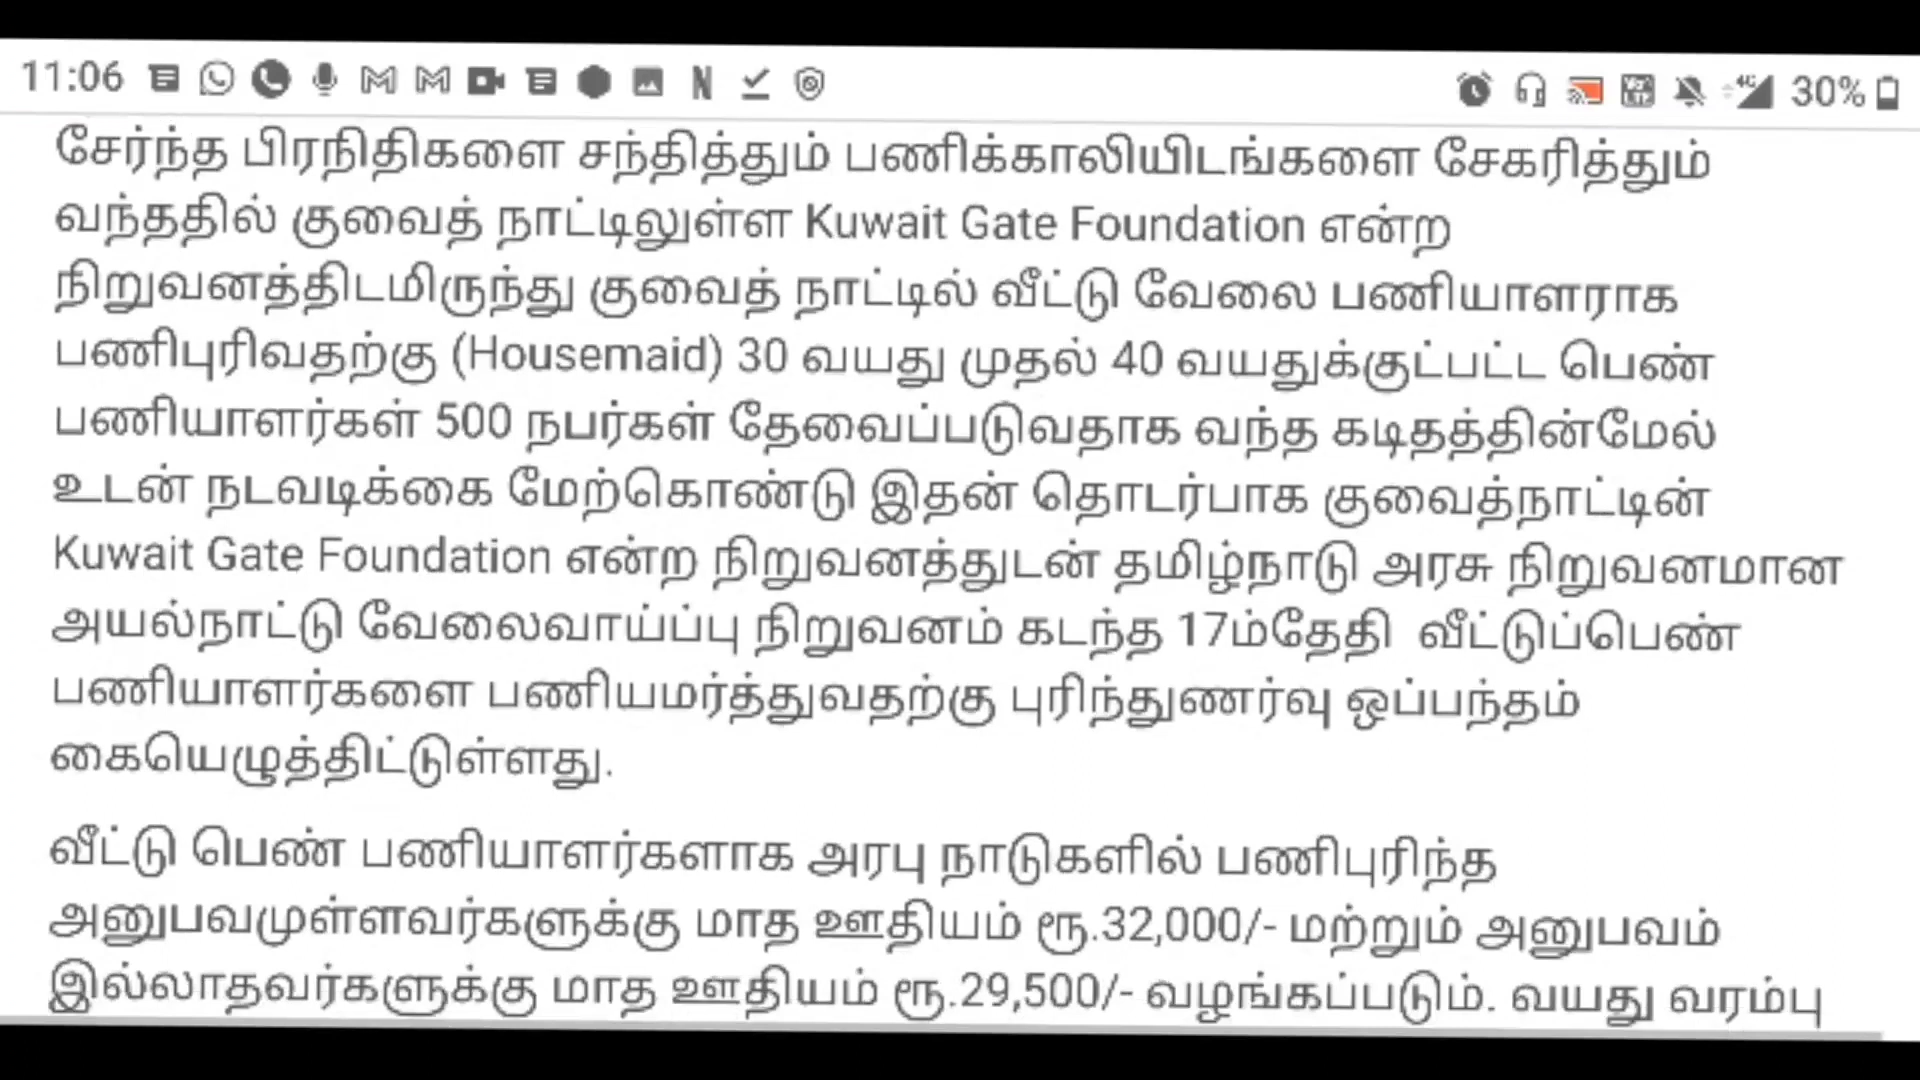 11:06
4G 30%
சேர்ந்த பிரநிதிகளை சந்தித்தும் பணிக்காலியிடங்களை சேகரித்தும்
வந்ததில் குவைத் நாட்டிலுள்ள Kuwait Gate Foundation என்ற
நிறுவனத்திடமிருந்து குவைத் நாட்டில் வீட்டு வேலை பணியாளராக
பணிபுரிவதற்கு (Housemaid) 30 வயது முதல் 40 வயதுக்குட்பட்ட பெண்
பணியாளர்கள் 500 நபர்கள் தேவைப்படுவதாக வந்த கடிதத்தின்மேல்
உடன் நடவடிக்கை மேற்கொண்டு இதன் தொடர்பாக குவைத்நாட்டின்
Kuwait Gate Foundation என்ற நிறுவனத்துடன் தமிழ்நாடு அரசு நிறுவனமான
அயல்நாட்டு வேலைவாய்ப்பு நிறுவனம் கடந்த 17ம்தேதி வீட்டுப்பெண்
பணியாளர்களை பணியமர்த்துவதற்கு புரிந்துணர்வு ஒப்பந்தம்
கையெழுத்திட்டுள்ளது.
வீட்டு பெண் பணியாளர்களாக அரபு நாடுகளில் பணிபுரிந்த
அனுபவமுள்ளவர்களுக்கு மாத ஊதியம் ரூ.32,000/- மற்றும் அனுபவம்
இல்லாதவர்களுக்கு மாத ஊதியம் ரூ.29,500/- வழங்கப்படும். வயது வரம்பு